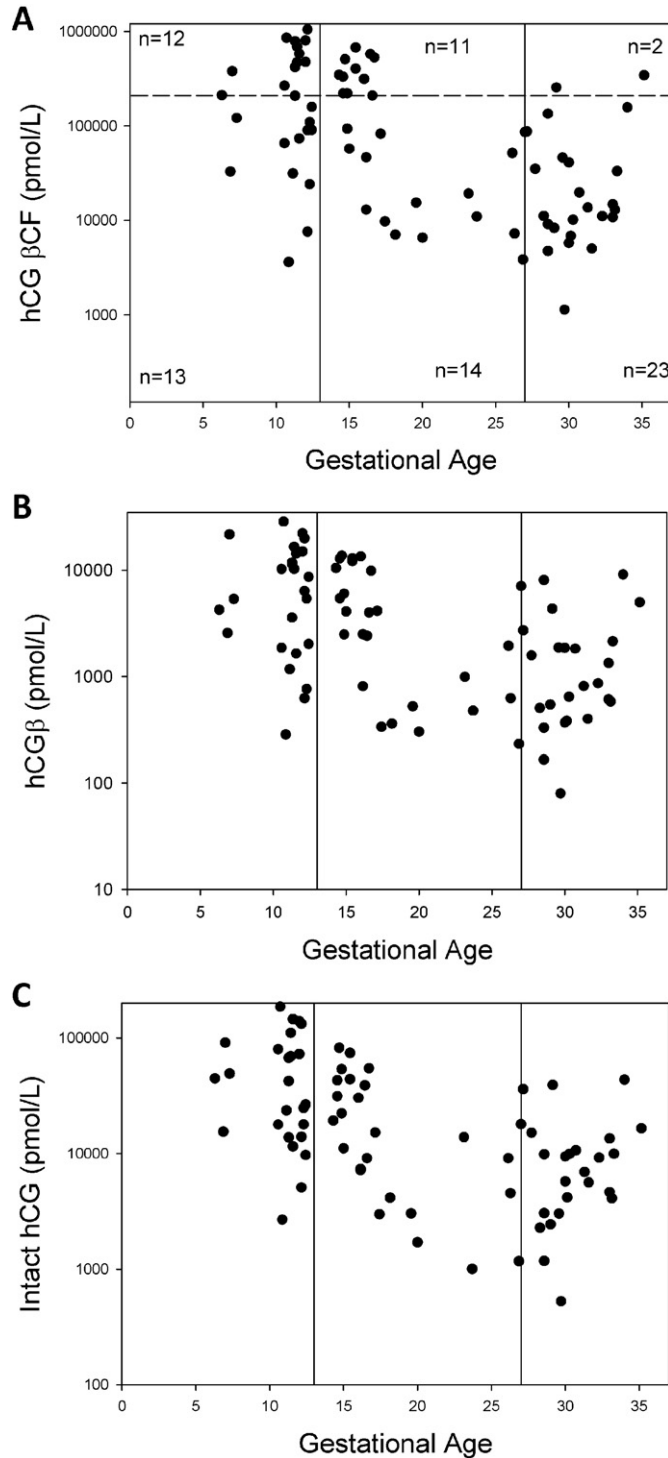 A
n=12
n=11
n=2
1000000
100000
10000
1000
hCG βCF (pmol/L)
n=13
n=14
n=23
0 5 10 15 20 25 30 35
Gestational Age
B
10000
1000
100
10
hCGβ (pmol/L)
0 5 10 15 20 25 30 35
Gestational Age
C
100000
10000
1000
100
Intact hCG (pmol/L)
0 5 10 15 20 25 30 35
Gestational Age